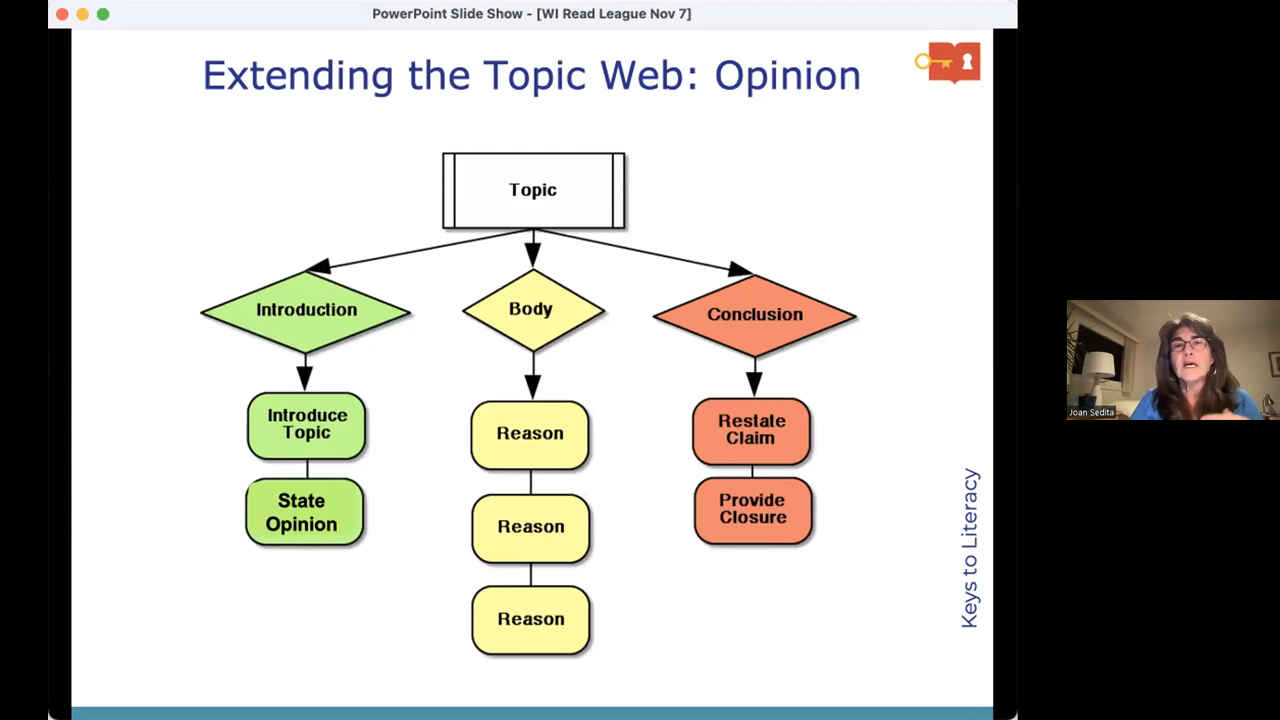 PowerPoint Slide Show - [WI Read League Nov 7]
Extending the Topic Web: Opinion
Topic
Introduction
Body
Conclusion
Introduce
Topic
State
Opinion
Reason
Reason
Reason
Restate
Claim
Provide
Closure
Keys to Literacy
Joan Sedita